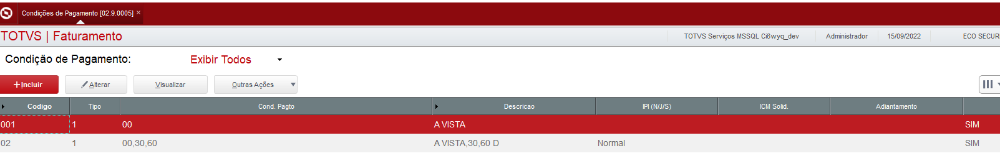 Condições de Pagamento [02.9.0005] ×
TOTVS | Faturamento TOTVS Serviços MSSQL Ci6wyq_dev Administrador 15/09/2022 ECO SECUR
Condição de Pagamento: Exibir Todos
+Incluir Alterar Visualizar Outras Ações
Codigo Tipo Cond. Pagto Descricao IPI (N/J/S) ICM Solid. Adiantamento
001 1 00 A VISTA SIM
02 1 00,30,60 A VISTA,30,60 D Normal SIM